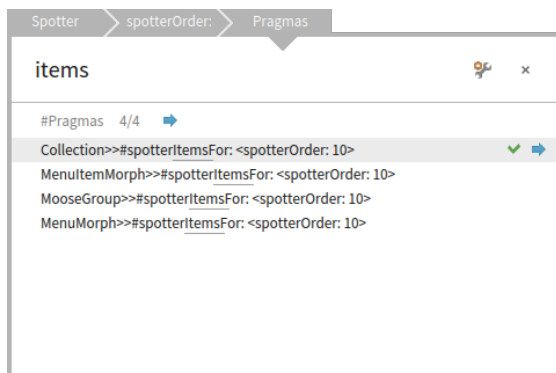 Spotter spotterOrder: Pragmas
items
#Pragmas 4/4
Collection>>#spotterItemsFor: <spotterOrder: 10>
MenuItemMorph>>#spotterItemsFor: <spotterOrder: 10>
MooseGroup>>#spotterItemsFor: <spotterOrder: 10>
MenuMorph>>#spotterItemsFor: <spotterOrder: 10>